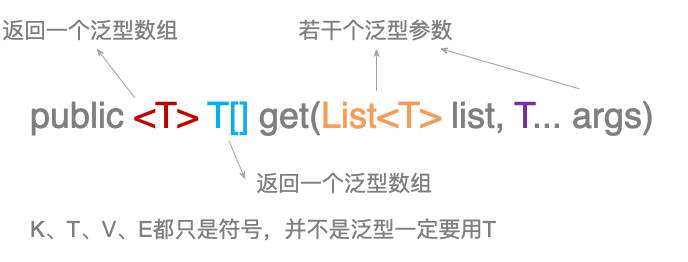 返回一个泛型数组 若干个泛型参数
public <T> T[] get(List<T> list, T... args)
返回一个泛型数组
K、T、V、E都只是符号，并不是泛型一定要用T